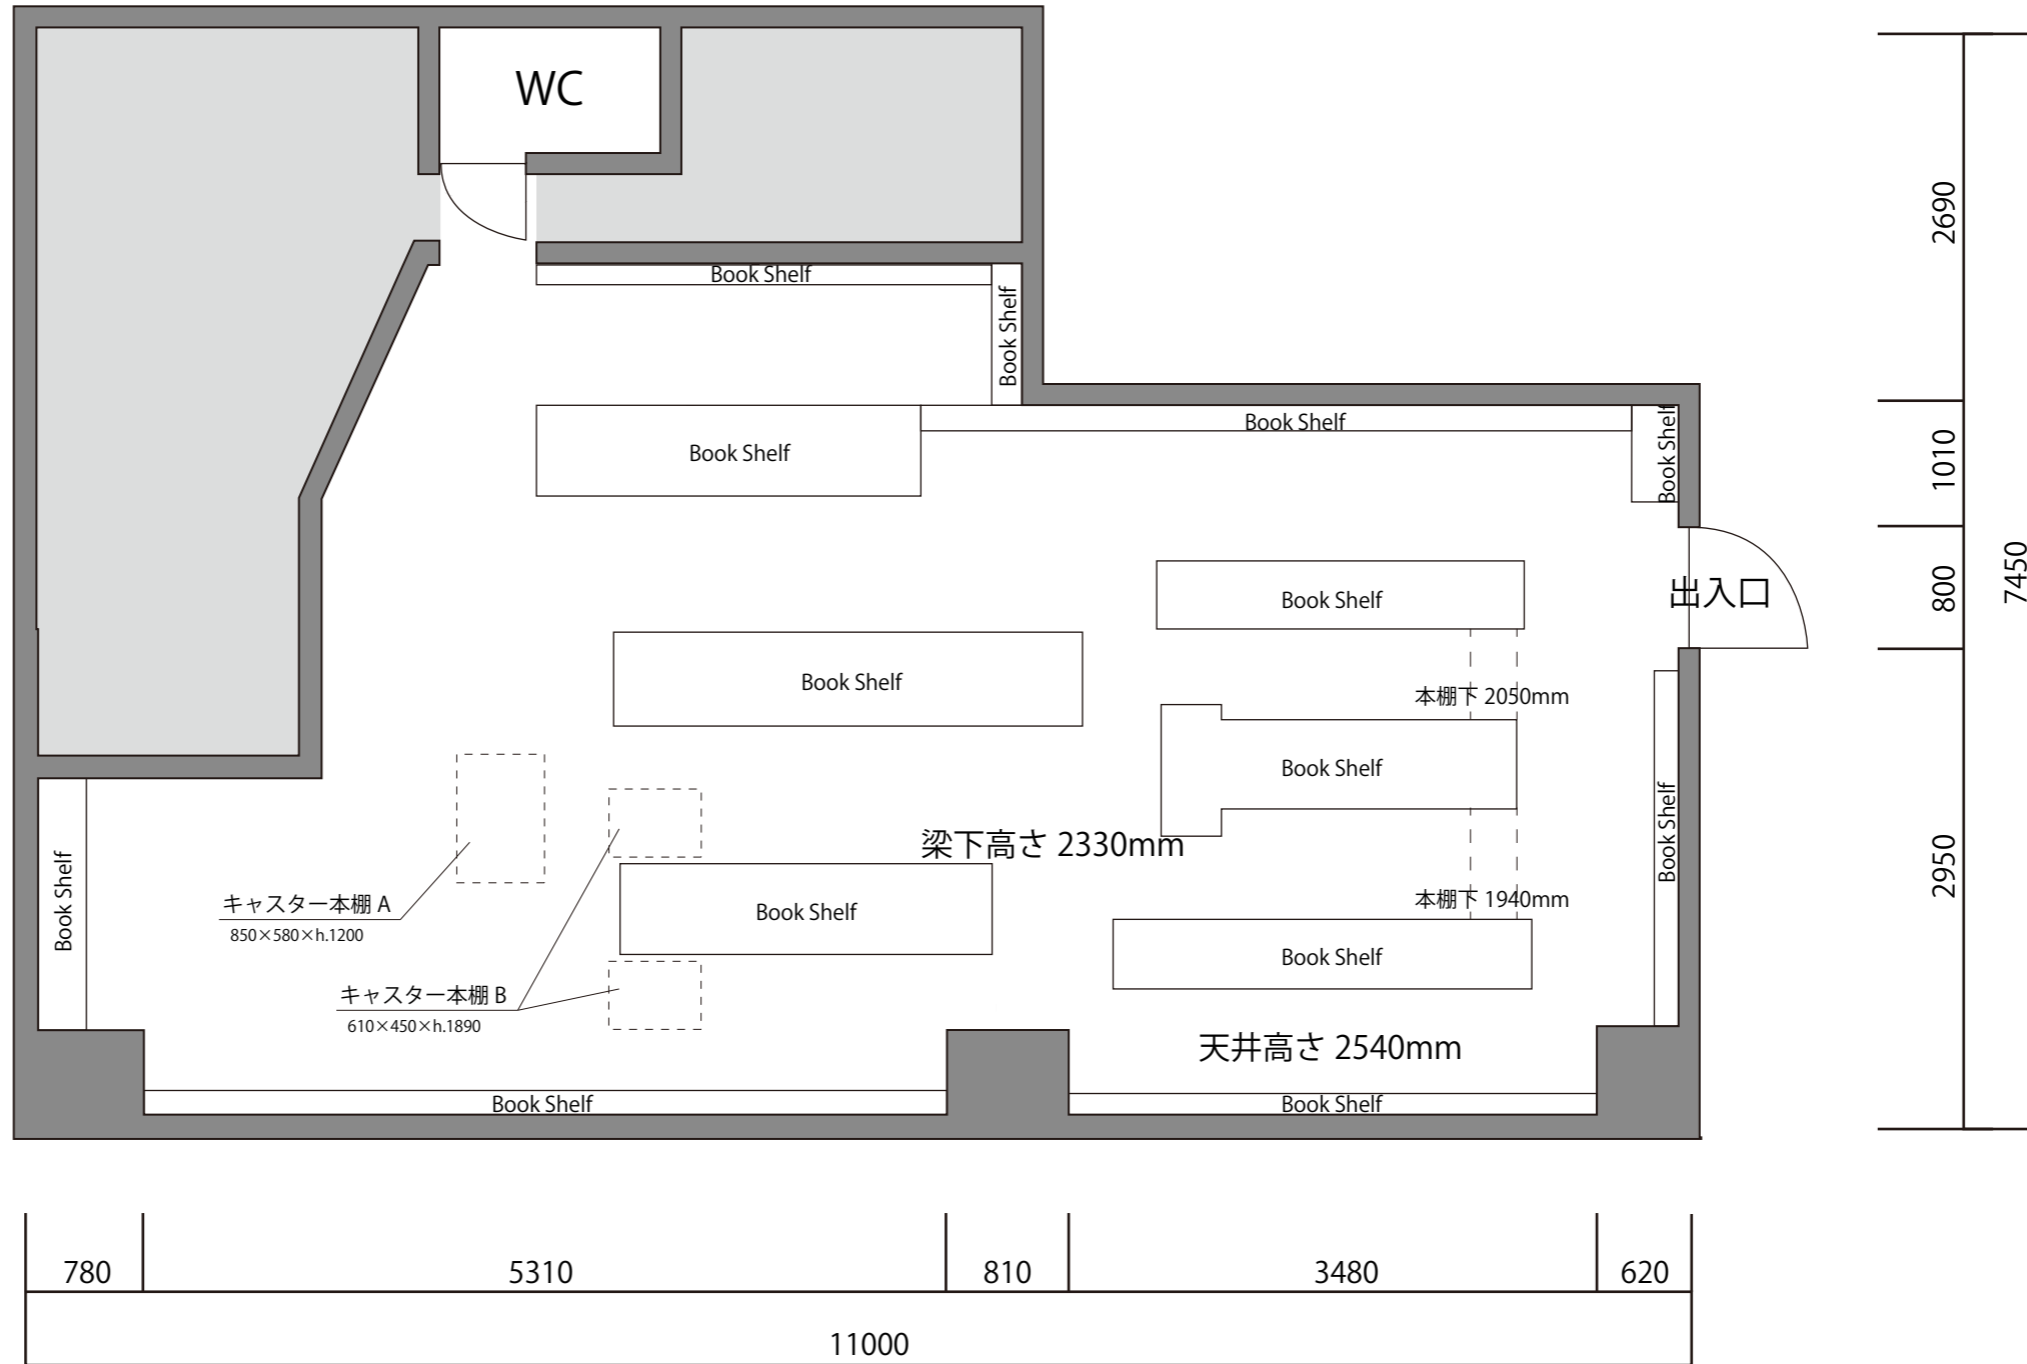 WC
2690
Book Shelf
Book Shelf
Book Shelf
Book Shelf
Book Shelf
1010
出入口
800
7450
Book Shelf
Book Shelf
本棚下 2050mm
Book Shelf
梁下高さ 2330mm
Book Shelf
2950
Book Shelf
キャスター本棚 A
850×580×h.1200
Book Shelf
本棚下 1940mm
Book Shelf
キャスター本棚 B
610×450×h.1890
天井高さ 2540mm
Book Shelf
Book Shelf
780
5310
810
3480
620
11000